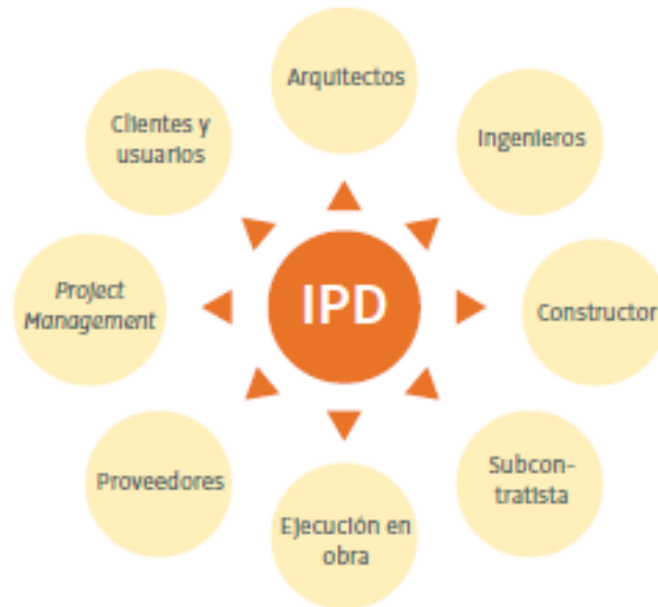 Arquitectos
Clientes y
usuarios
Ingenieros
Project
Management
IPD
Constructor
Proveedores
Subcon-
tratista
Ejecución en
obra